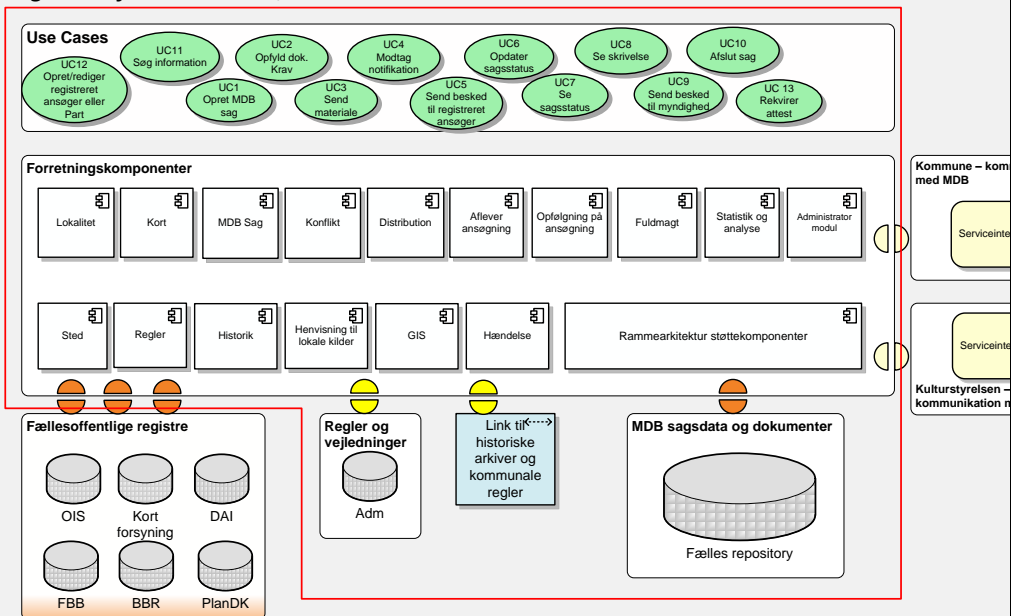 Use Cases
UC12
Opret/rediger
registreret
ansøger eller
Part
UC11
Søg information
UC1
Opret MDB
sag
UC2
Opfyld dok.
Krav
UC3
Send
materiale
UC4
Modtag
notifikation
UC5
Send besked
til registreret
ansøger
UC6
Opdater
sagsstatus
UC7
Se
sagsstatus
UC8
Se skrivelse
UC9
Send besked
til myndighed
UC10
Afslut sag
UC 13
Rekvirer
attest
Forretningskomponenter
Lokalitet
Kort
MDB Sag
Konflikt
Distribution
Aflever
ansøgning
Opfølgning på
ansøgning
Fuldmagt
Statistik og
analyse
Administrator
modul
Sted
Regler
Historik
Henvisning til
lokale kilder
GIS
Hændelse
Rammearkitektur støttekomponenter
Kommune – kom
med MDB
Serviceinte
Serviceinte
Kulturstyrelsen –
kommunikation m
Fællesoffentlige registre
OIS
Kort
forsyning
DAI
FBB
BBR
PlanDK
Regler og
vejledninger
Adm
Link til
historiske
arkiver og
kommunale
regler
MDB sagsdata og dokumenter
Fælles repository